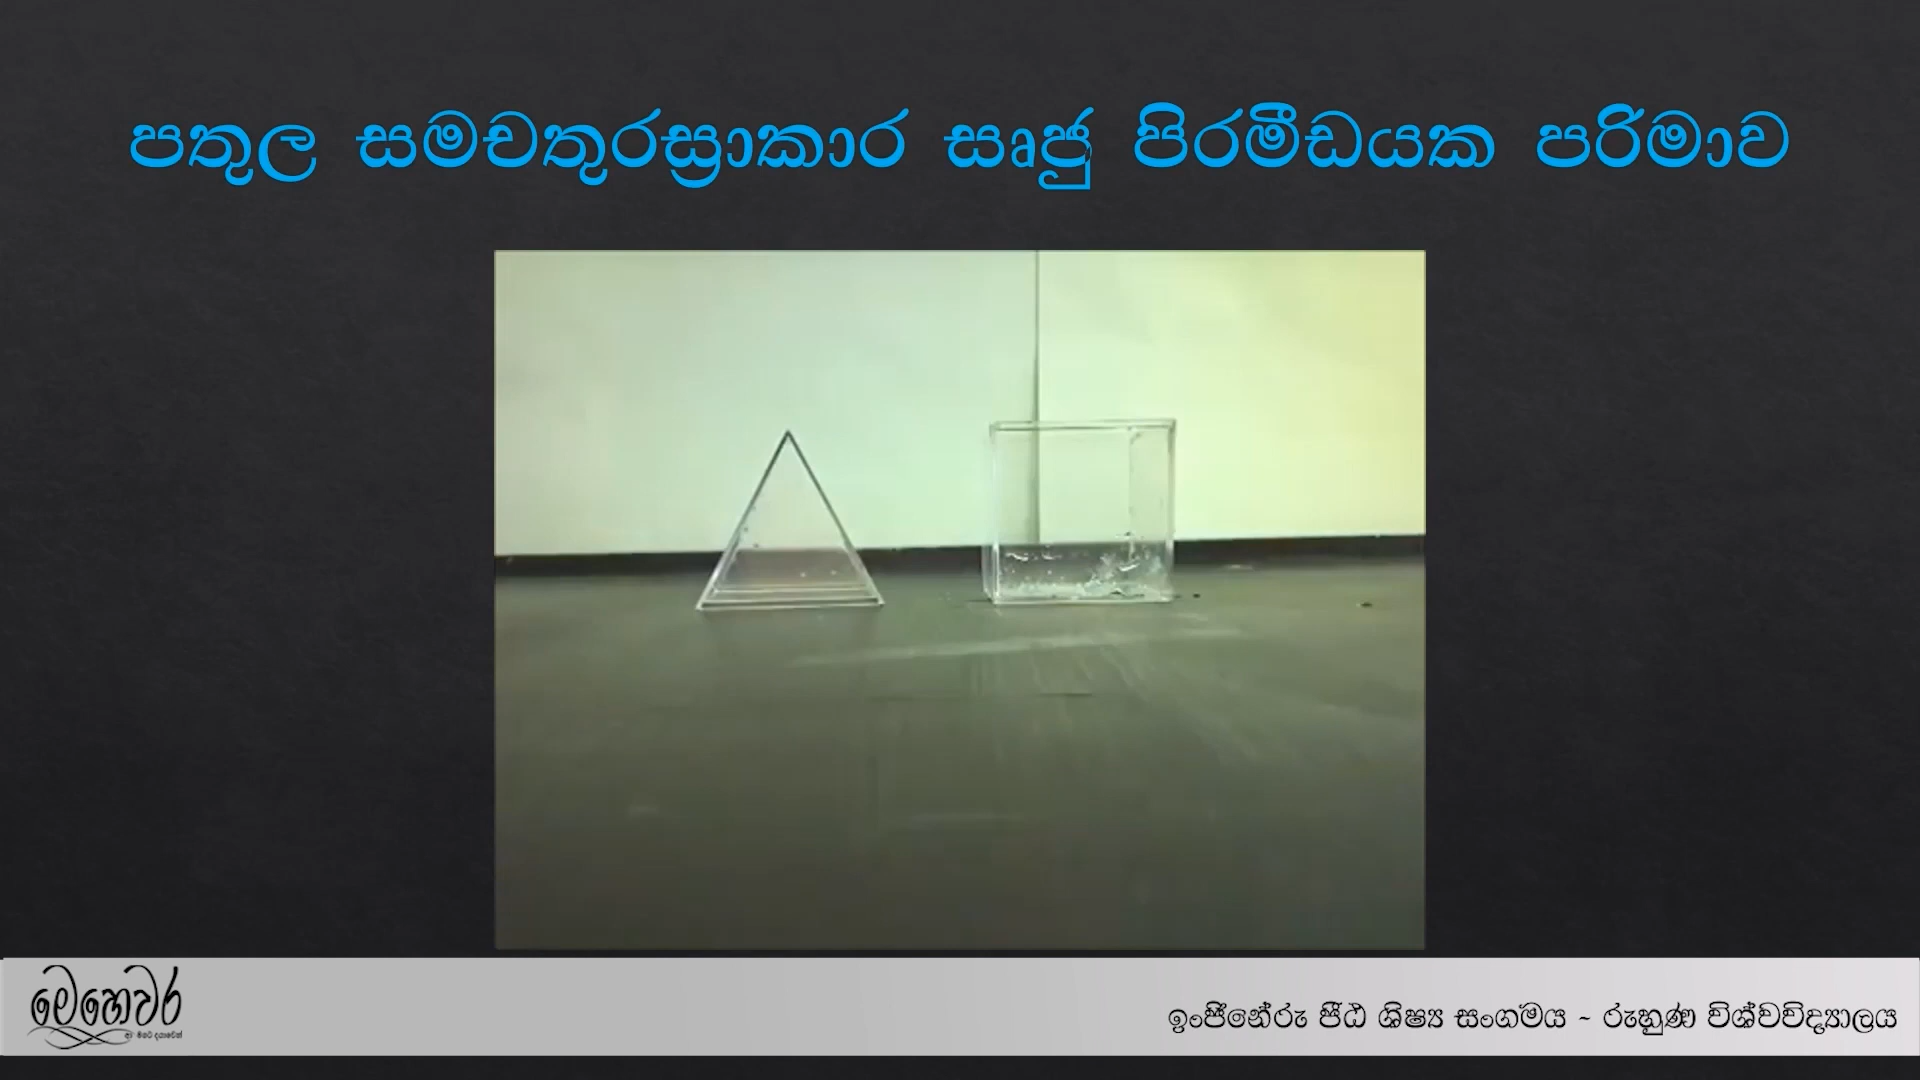 පතුල සමචතුරස්‍රාකාර සෘජු පිරමීඩයක පරිමාව
මෙහෙවර
ඉංජිනේරු පීඨ ශිෂ්‍ය සංගමය ~ රුහුණ විශ්වවිද්‍යාලය